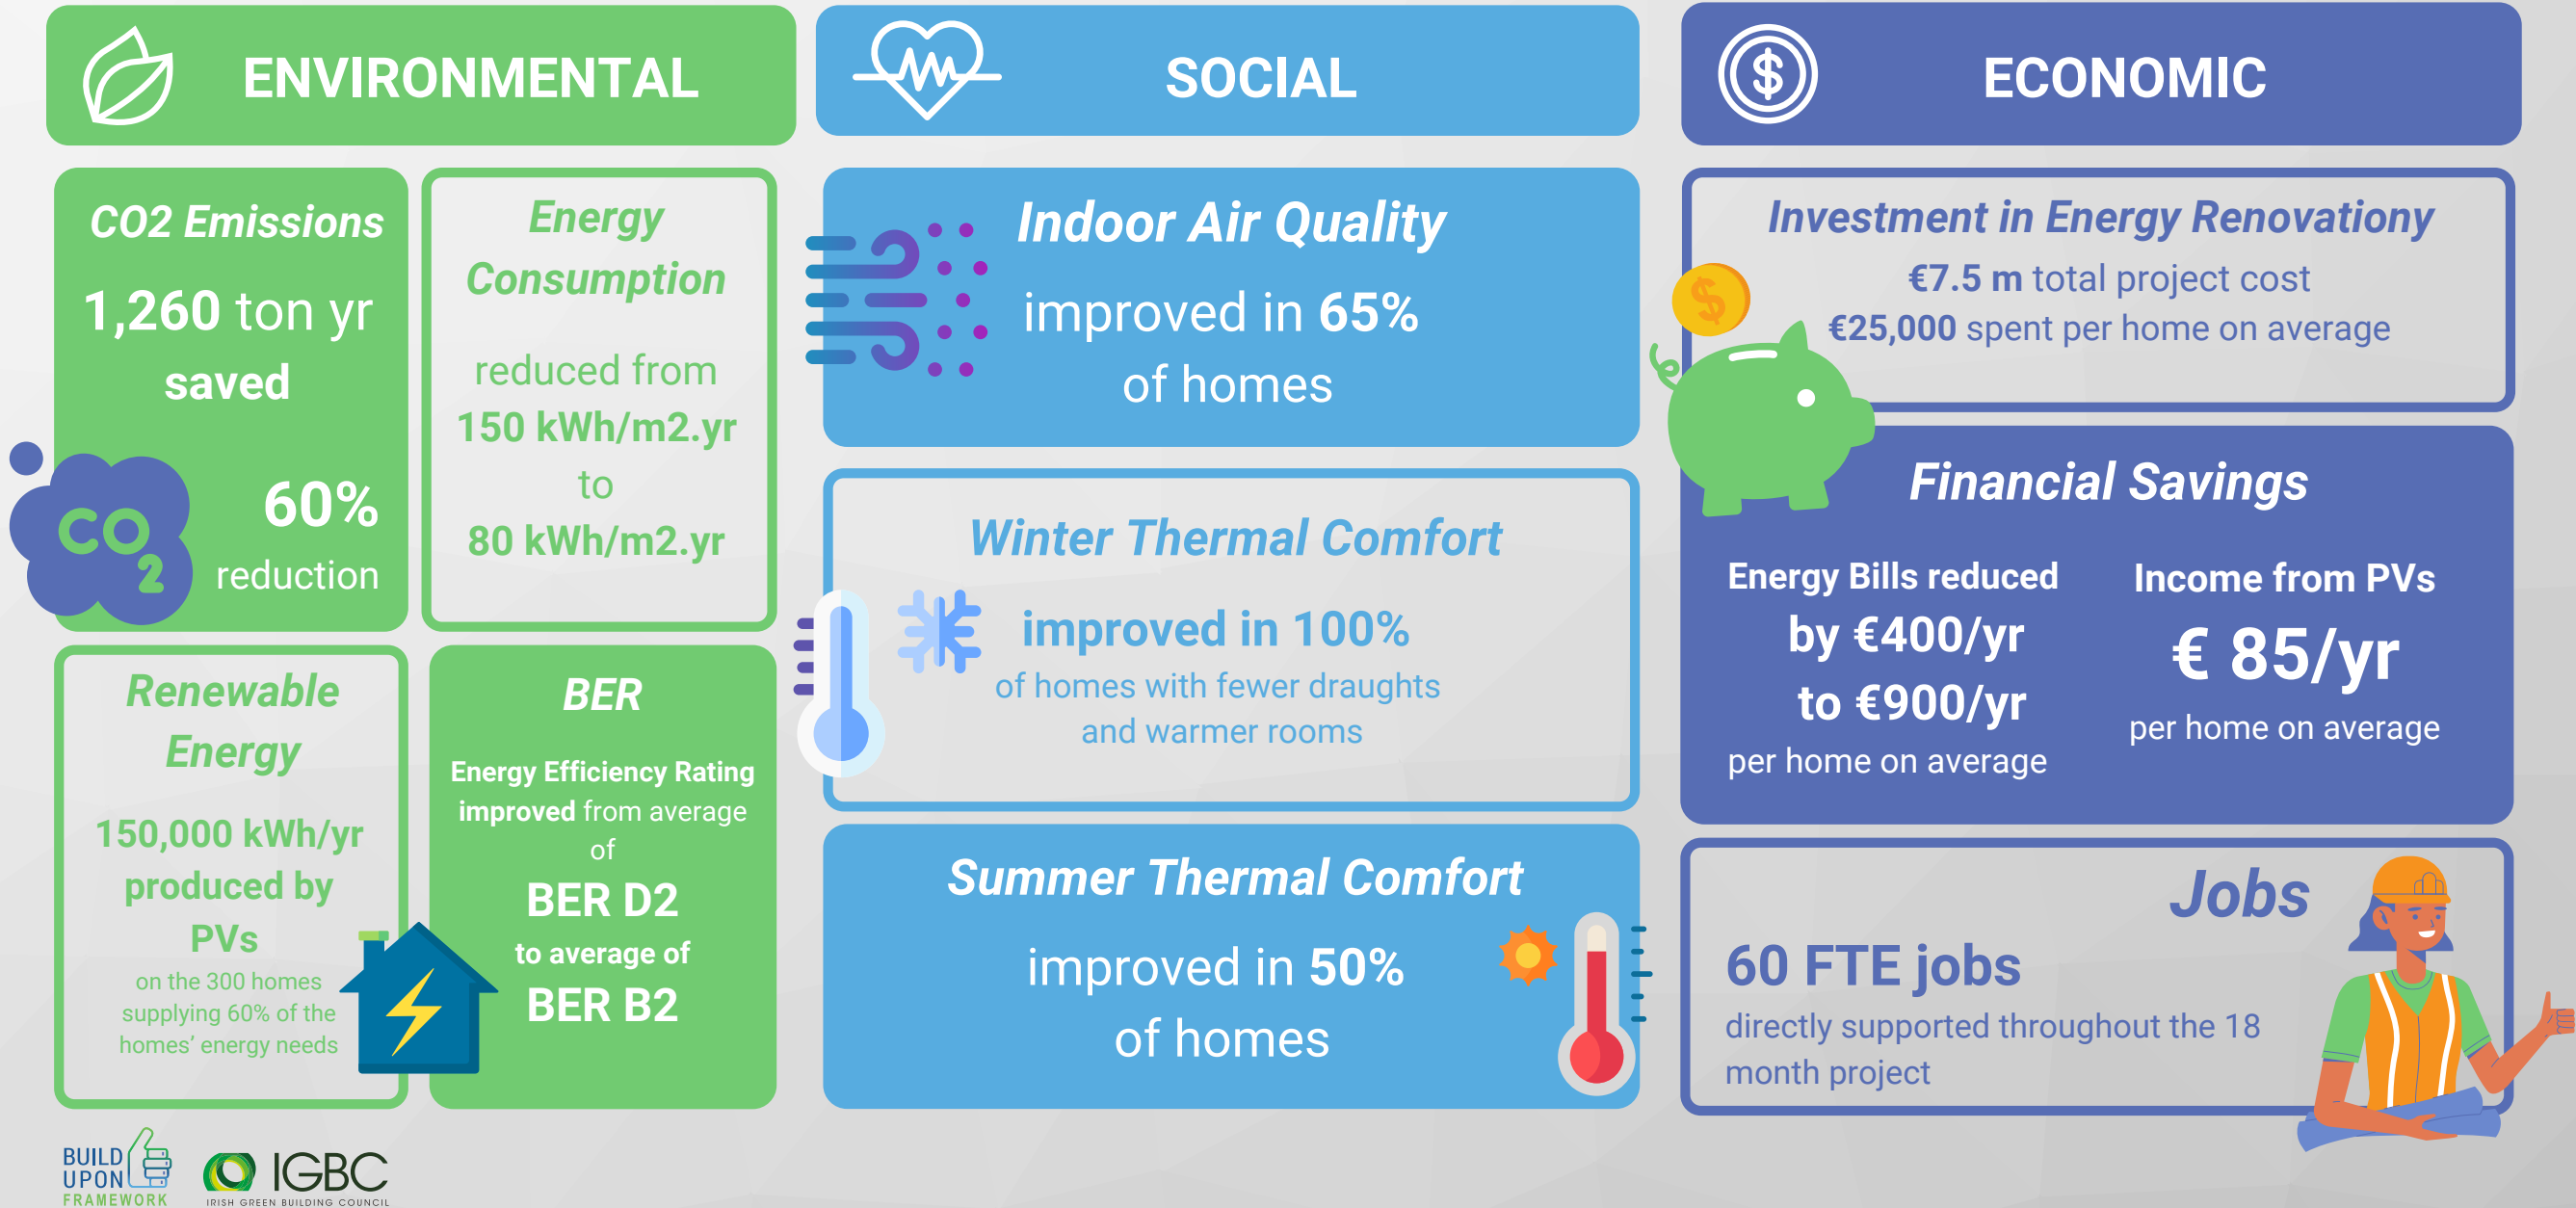 ENVIRONMENTAL
CO2 Emissions
1,260 ton yr
saved
60%
reduction
CO
2
Energy
Consumption
reduced from
150 kWh/m2.yr
to
80 kWh/m2.yr
Renewable
Energy
150,000 kWh/yr
produced by
PVs
on the 300 homes
supplying 60% of the
homes' energy needs
BER
Energy Efficiency Rating
improved from average
of
BER D2
to average of
BER B2
SOCIAL
Indoor Air Quality
improved in 65%
of homes
Winter Thermal Comfort
improved in 100%
of homes with fewer draughts
and warmer rooms
Summer Thermal Comfort
improved in 50%
of homes
$
ECONOMIC
Investment in Energy Renovationy
€7.5 m total project cost
€25,000 spent per home on average
$
Financial Savings
Energy Bills reduced
by €400/yr
to €900/yr
per home on average
Income from PVs
€ 85/yr
per home on average
Jobs
60 FTE jobs
directly supported throughout the 18
month project
BUILD
UPON
FRAMEWORK
IGBC
IRISH GREEN BUILDING COUNCIL